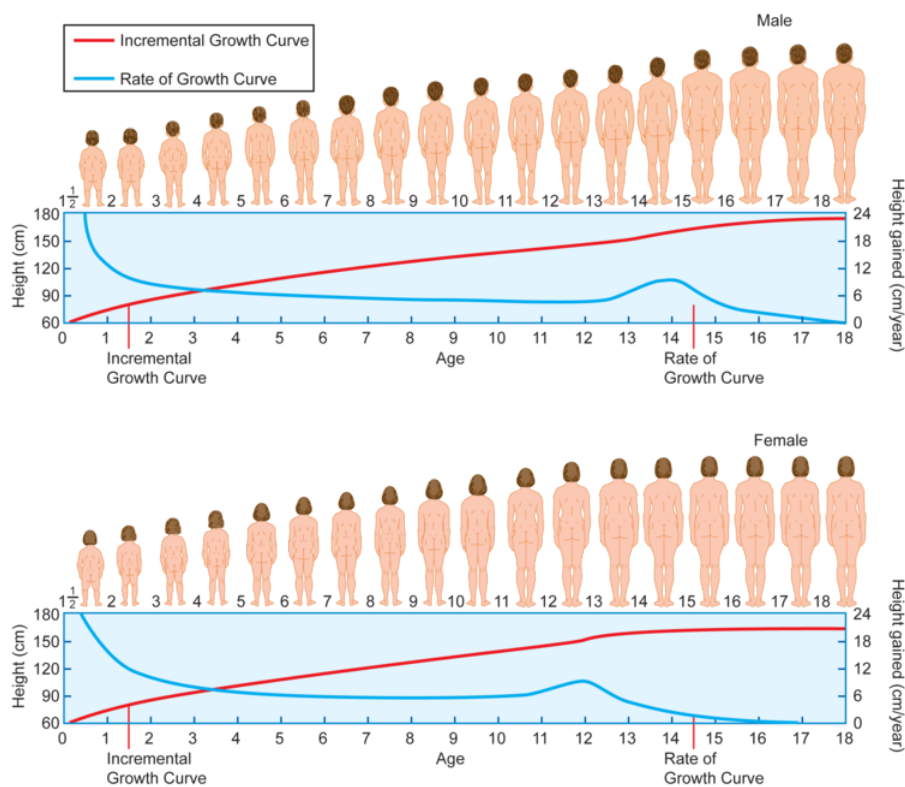 Male
Incremental Growth Curve
Rate of Growth Curve
1 1/2 2 3 4 5 6 7 8 9 10 11 12 13 14 15 16 17 18
Height (cm)
180
150
120
90
60
24
18
12
6
0
Height gained (cm/year)
0 1 2 3 4 5 6 7 8 9 10 11 12 13 14 15 16 17 18
Incremental
Growth Curve
Age
Rate of
Growth Curve
Female
1 1/2 2 3 4 5 6 7 8 9 10 11 12 13 15 16 17 18
Height (cm)
180
150
120
90
60
24
18
12
6
0
Height gained (cm/year)
0 1 2 3 4 5 6 7 8 9 10 11 12 13 14 15 16 17 18
Incremental
Growth Curve
Age
Rate of
Growth Curve